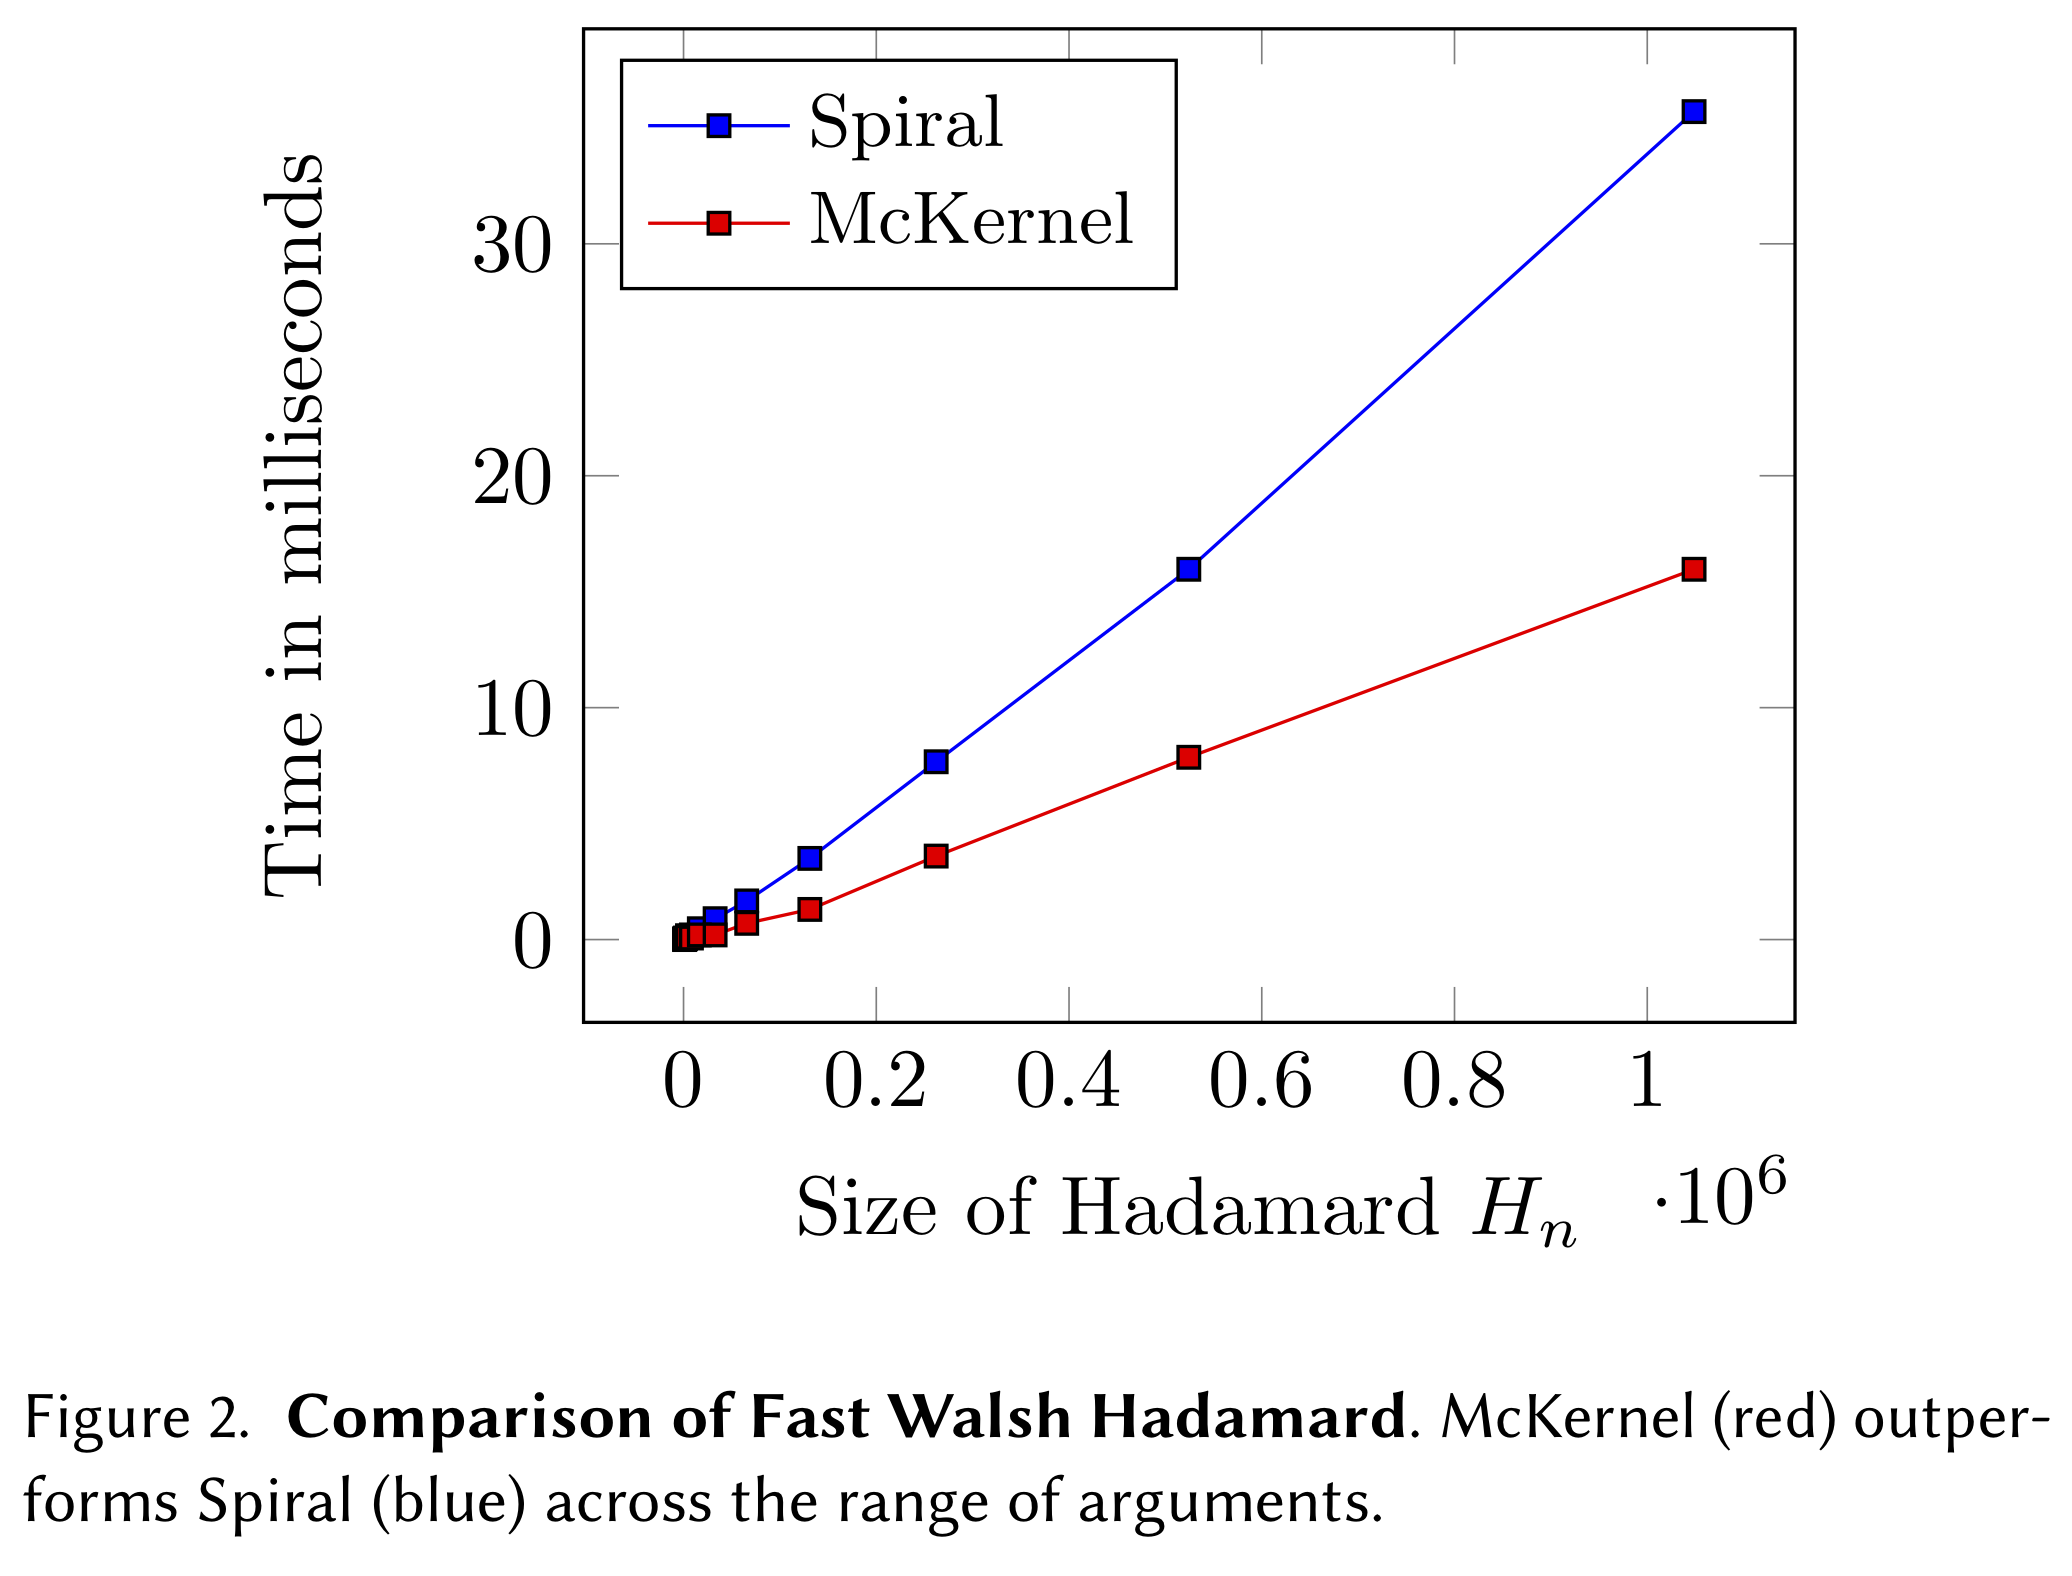 Spiral
McKernel
30
20
10
0
Time in milliseconds
0 0.2 0.4 0.6 0.8 1
Size of Hadamard Hₙ ·10⁶
Figure 2. Comparison of Fast Walsh Hadamard. McKernel (red) outper-
forms Spiral (blue) across the range of arguments.